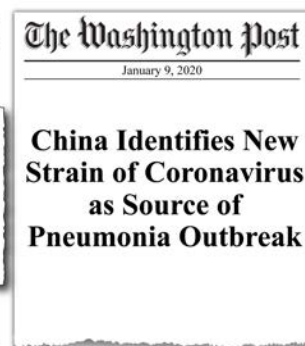 The Washington Post
January 9, 2020
China Identifies New
Strain of Coronavirus
as Source of
Pneumonia Outbreak